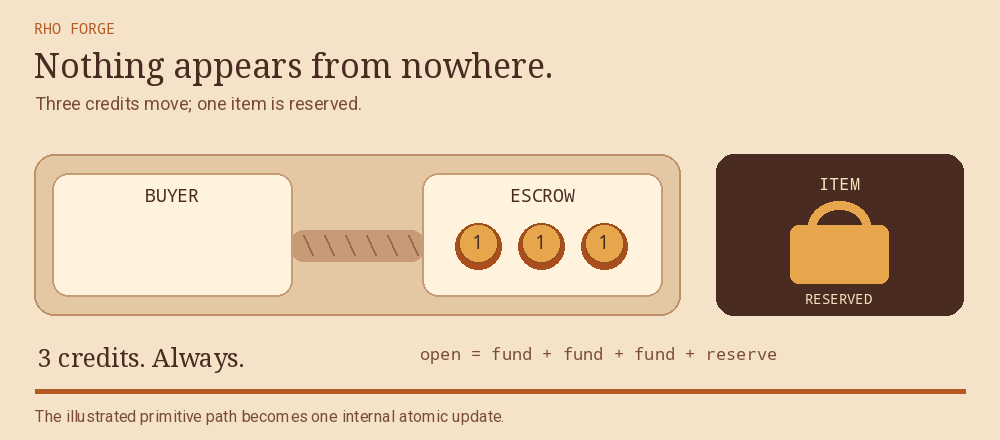 RHO FORGE
Nothing appears from nowhere.
Three credits move; one item is reserved.
BUYER
ESCROW
1 1 1
ITEM
RESERVED
3 credits. Always.
open = fund + fund + fund + reserve
The illustrated primitive path becomes one internal atomic update.